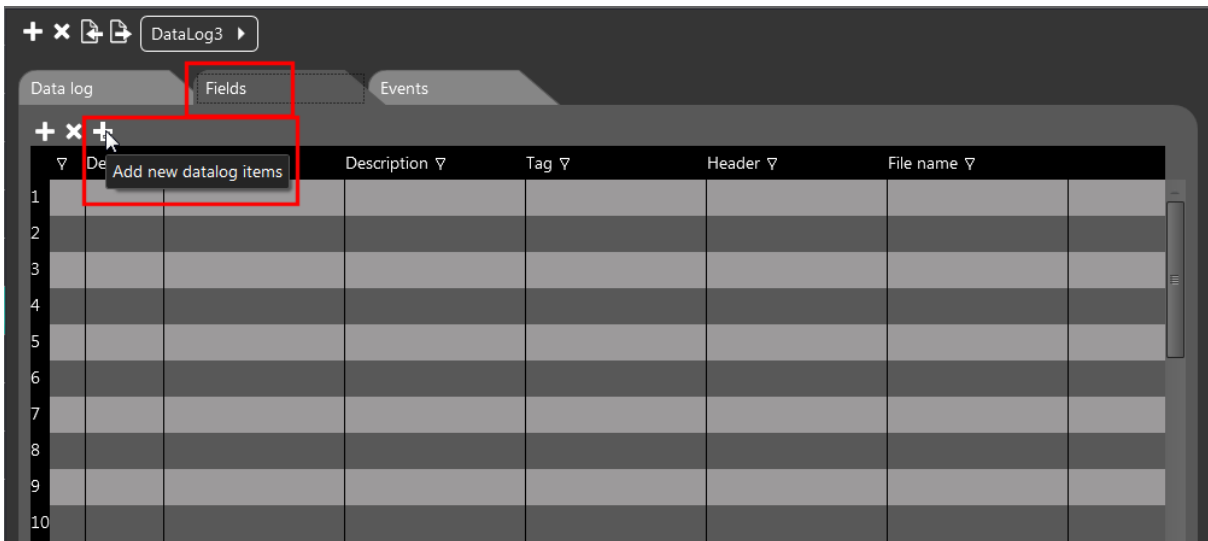 DataLog3
Data log Fields Events
De Description Tag Header File name
Add new datalog items
1
2
3
4
5
6
7
8
9
10